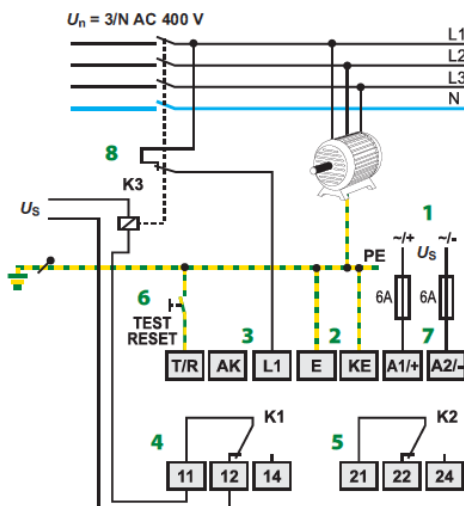 Un = 3/N AC 400 V
L1
L2
L3
N
8
K3
US
1
~/+ ~/-
US
PE
6A 6A
6
TEST
RESET
3 2 7
T/R AK L1 E KE A1/+ A2/-
4 K1 5 K2
11 12 14 21 22 24